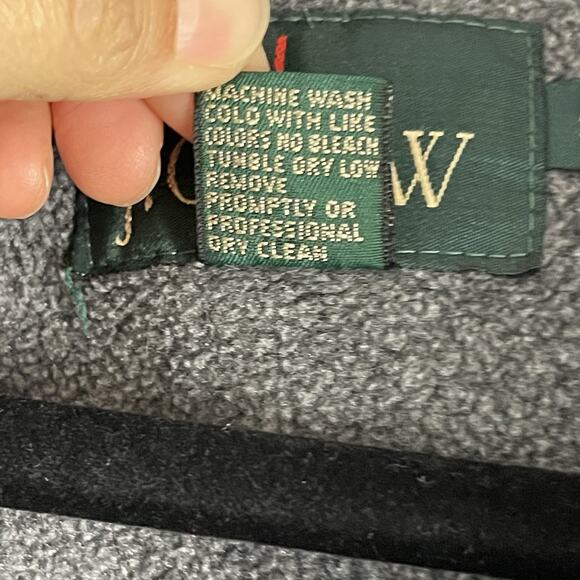 MACHINE WASH
COLD WITH LIKE
COLORS NO BLEACH
TUMBLE DRY LOW
REMOVE
PROMPTLY OR
PROFESSIONAL
DRY CLEAN
J.C W